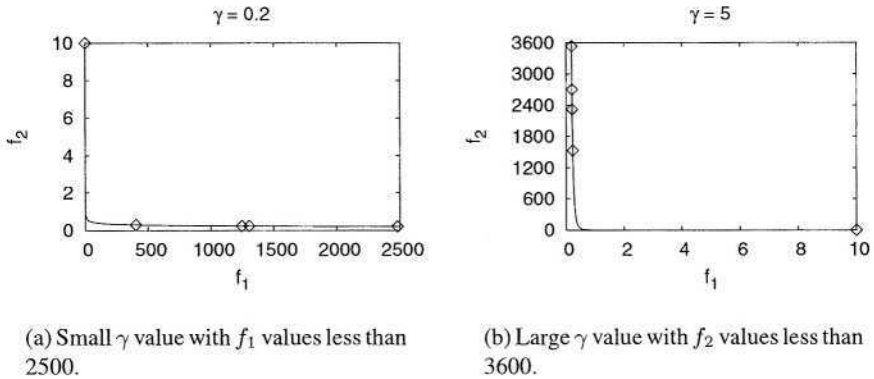 γ = 0.2
10
8
6
4
2
0
f2
0 500 1000 1500 2000 2500
f1
(a) Small γ value with f1 values less than
2500.
γ = 5
3600
3000
2400
1800
1200
600
0
f2
0 2 4 6 8 10
f1
(b) Large γ value with f2 values less than
3600.